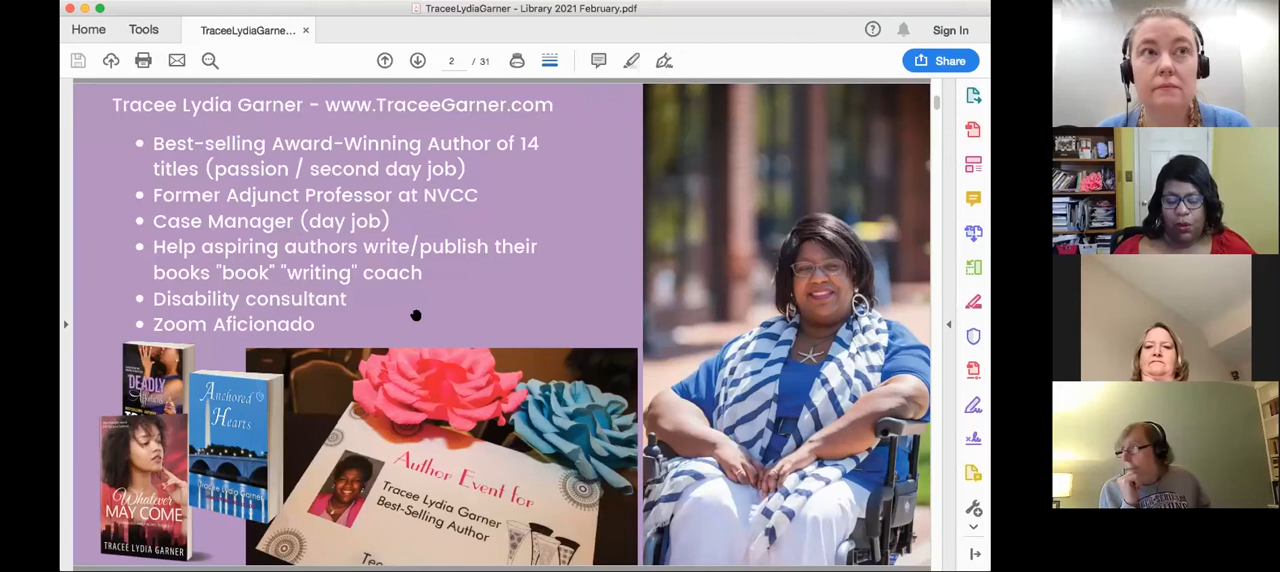 TraceeLydiaGarner - Library 2021 February.pdf
Home
Tools
TraceeLydiaGarne...
Sign In
2 / 31
Share
Tracee Lydia Garner - www.TraceeGarner.com
Best-selling Award-Winning Author of 14
titles (passion / second day job)
Former Adjunct Professor at NVCC
Case Manager (day job)
Help aspiring authors write/publish their
books "book" "writing" coach
Disability consultant
Zoom Aficionado
DEADLY
Anchored
Hearts
Tracee Lydia Garner
Whatever
MAY COME
TRACEE LYDIA GARNER
Author Event for
Tracee Lydia Garner
Best-Selling Author